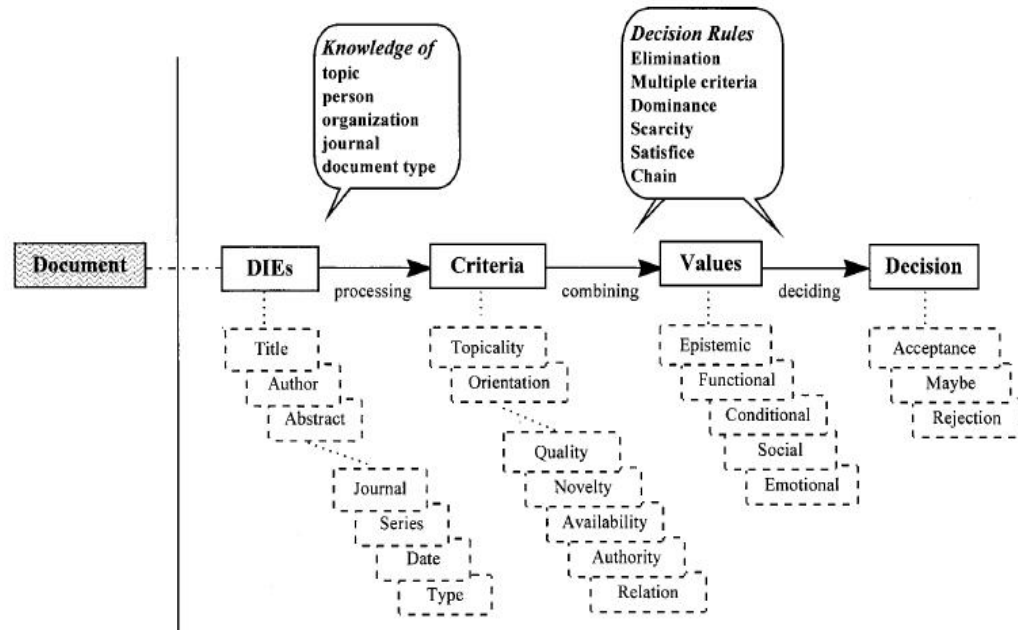 Knowledge of
topic
person
organization
journal
document type
Decision Rules
Elimination
Multiple criteria
Dominance
Scarcity
Satisfice
Chain
Document
DIEs
processing
Criteria
combining
Values
deciding
Decision
Title
Author
Abstract
Journal
Series
Date
Type
Topicality
Orientation
Quality
Novelty
Availability
Authority
Relation
Epistemic
Functional
Conditional
Social
Emotional
Acceptance
Maybe
Rejection